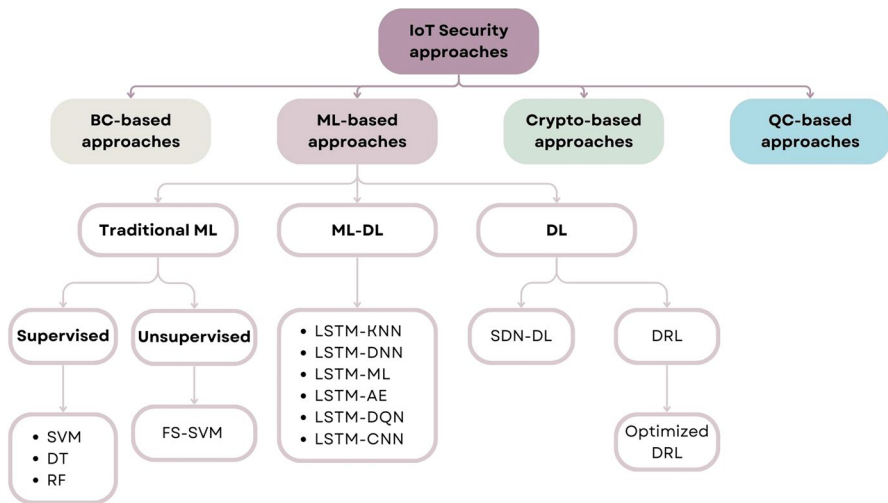 IoT Security
approaches
BC-based
approaches
ML-based
approaches
Crypto-based
approaches
QC-based
approaches
Traditional ML
ML-DL
DL
Supervised
Unsupervised
• LSTM-KNN
• LSTM-DNN
• LSTM-ML
• LSTM-AE
• LSTM-DQN
• LSTM-CNN
SDN-DL
DRL
• SVM
• DT
• RF
FS-SVM
Optimized
DRL